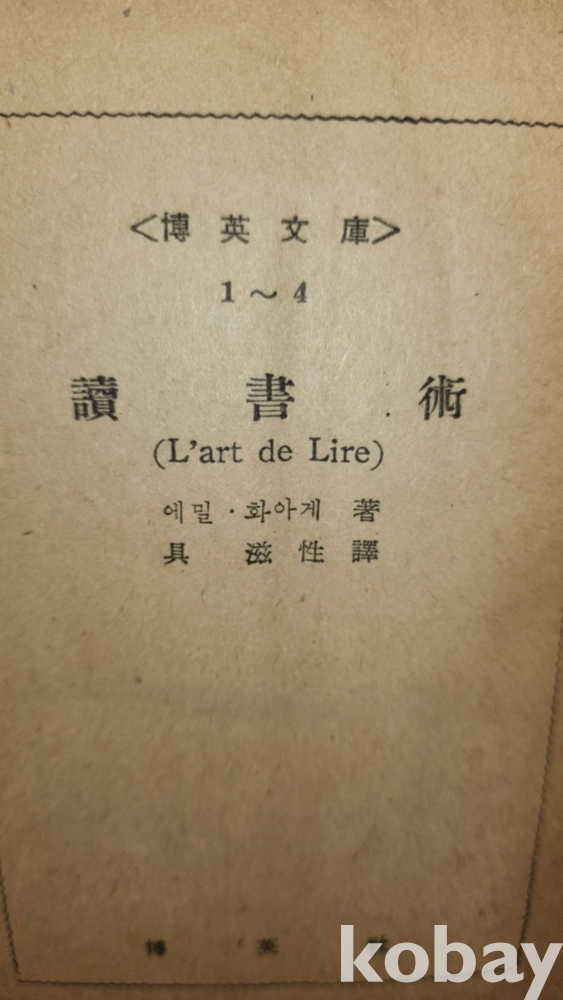 <博英文庫>
1～4
讀書術
(L'art de Lire)
에밀·화아게 著
具滋性 譯
博英
kobay